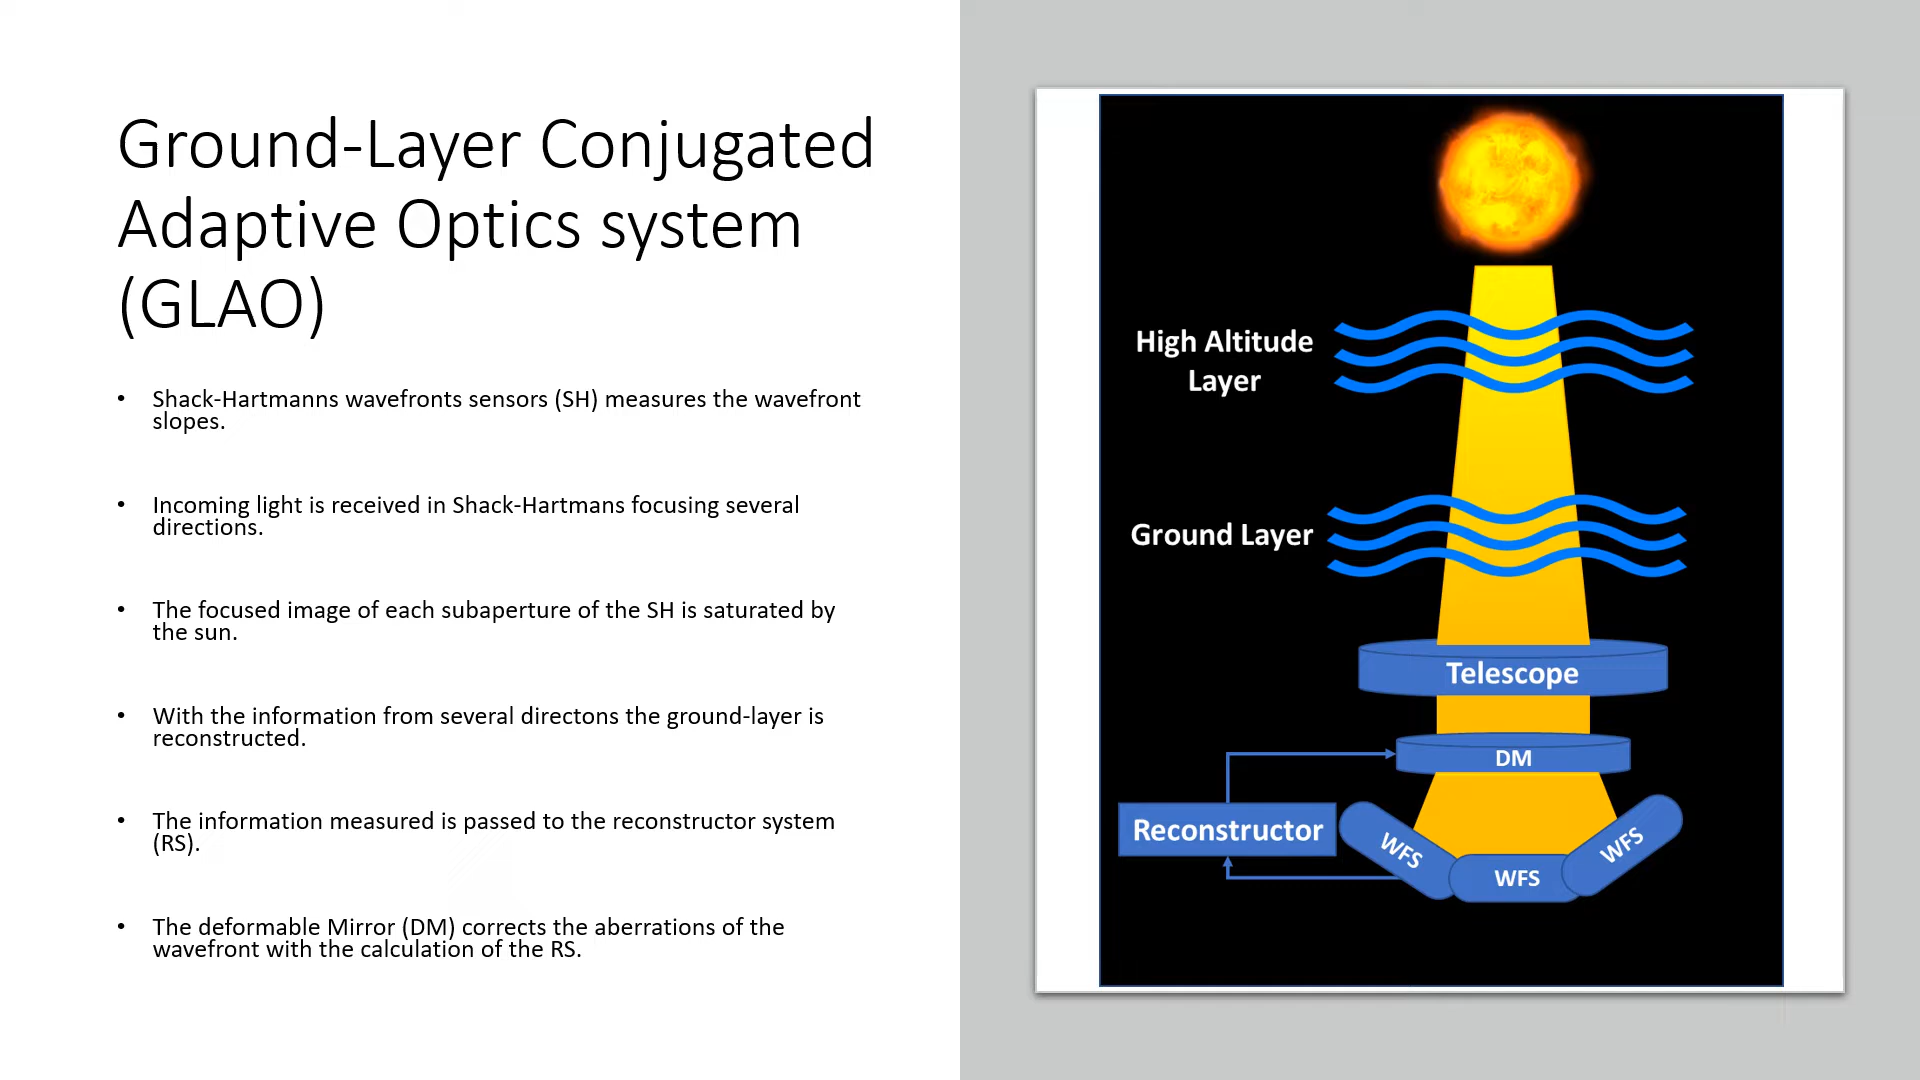 Ground-Layer Conjugated
Adaptive Optics system
(GLAO)
• Shack-Hartmanns wavefronts sensors (SH) measures the wavefront
slopes.
• Incoming light is received in Shack-Hartmans focusing several
directions.
• The focused image of each subaperture of the SH is saturated by
the sun.
• With the information from several directons the ground-layer is
reconstructed.
• The information measured is passed to the reconstructor system
(RS).
• The deformable Mirror (DM) corrects the aberrations of the
wavefront with the calculation of the RS.
High Altitude
Layer
Ground Layer
Telescope
DM
Reconstructor
WFS
WFS
WFS